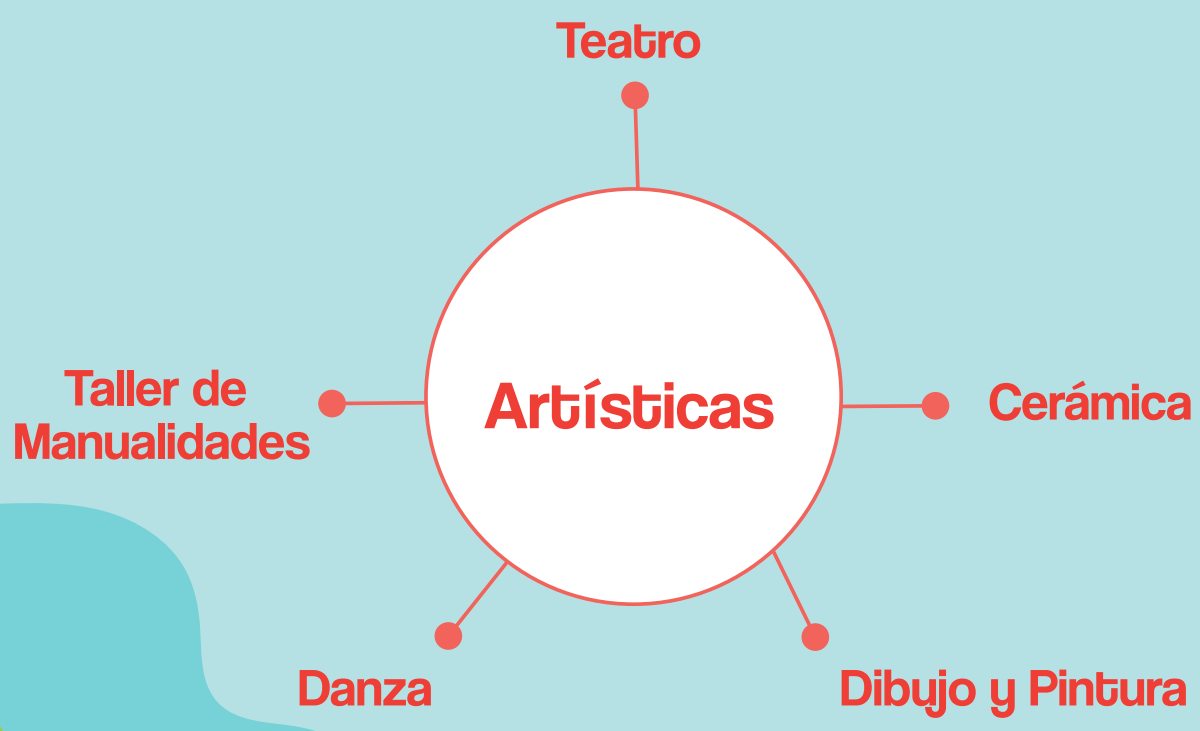 Teatro
Taller de
Manualidades
Artísticas
Cerámica
Danza
Dibujo y Pintura